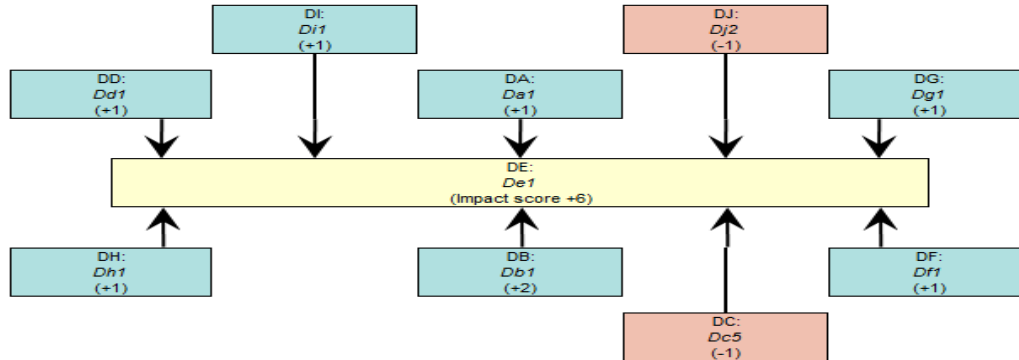 DI:
Di1
(+1)
DJ:
Dj2
(-1)
DD:
Dd1
(+1)
DA:
Da1
(+1)
DG:
Dg1
(+1)
DE:
De1
(Impact score +6)
DH:
Dh1
(+1)
DB:
Db1
(+2)
DF:
Df1
(+1)
DC:
Dc5
(-1)